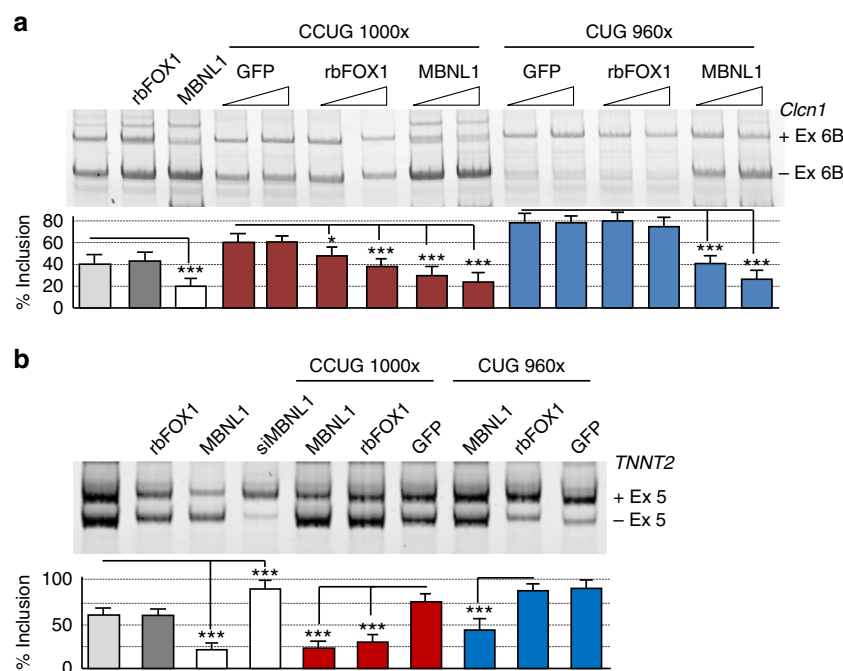 a
CCUG 1000x
CUG 960x
rbFOX1
MBNL1
GFP
rbFOX1
MBNL1
GFP
rbFOX1
MBNL1
Clcn1
+ Ex 6B
– Ex 6B
% Inclusion
80
60
40
20
0
***
*
***
***
***
***
***
b
CCUG 1000x
CUG 960x
rbFOX1
MBNL1
siMBNL1
MBNL1
rbFOX1
GFP
MBNL1
rbFOX1
GFP
TNNT2
+ Ex 5
– Ex 5
% Inclusion
100
50
0
***
***
***
***
***